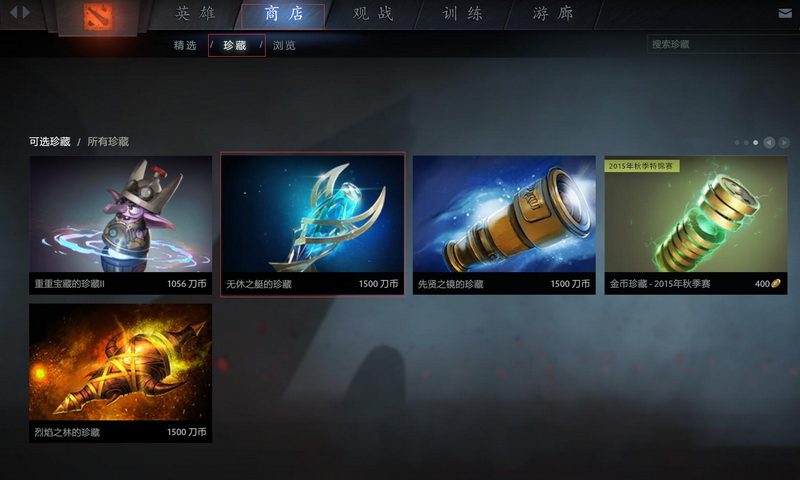 英雄 商店 观战 训练 游廊
精选 / 珍藏 / 浏览
搜索珍藏
可选珍藏 / 所有珍藏
2015年秋季特锦赛
重重宝藏的珍藏II 1056 刀币
无休之艇的珍藏 1500 刀币
先贤之镜的珍藏 1500 刀币
金币珍藏 - 2015年秋季赛 400
烈焰之林的珍藏 1500 刀币